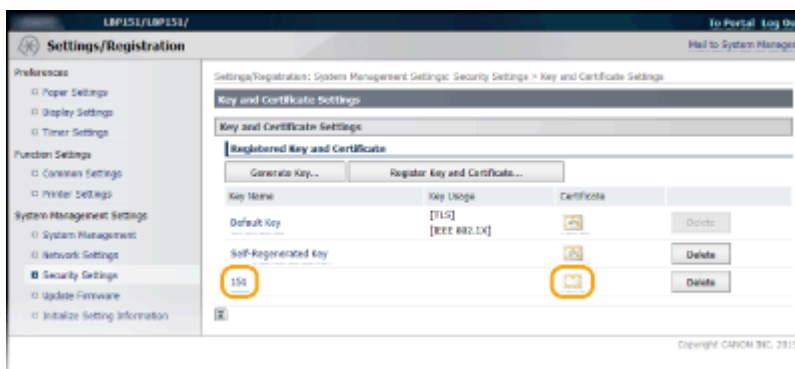 LBP151/LBP151/
To Portal Log Ou
Settings/Registration
Mail to System Manager
Preferences
Paper Settings
Display Settings
Timer Settings
Function Settings
Common Settings
Printer Settings
System Management Settings
System Management
Network Settings
Security Settings
Update Firmware
Initialize Setting Information
Settings/Registration: System Management Settings: Security Settings > Key and Certificate Settings
Key and Certificate Settings
Key and Certificate Settings
Registered Key and Certificate
Generate Key...
Register Key and Certificate...
Key Name Key Usage Certificate
Default Key [TLS] Delete
[IEEE 802.1X]
Self-Regenerated Key Delete
151 Delete
Copyright CANON INC. 2015